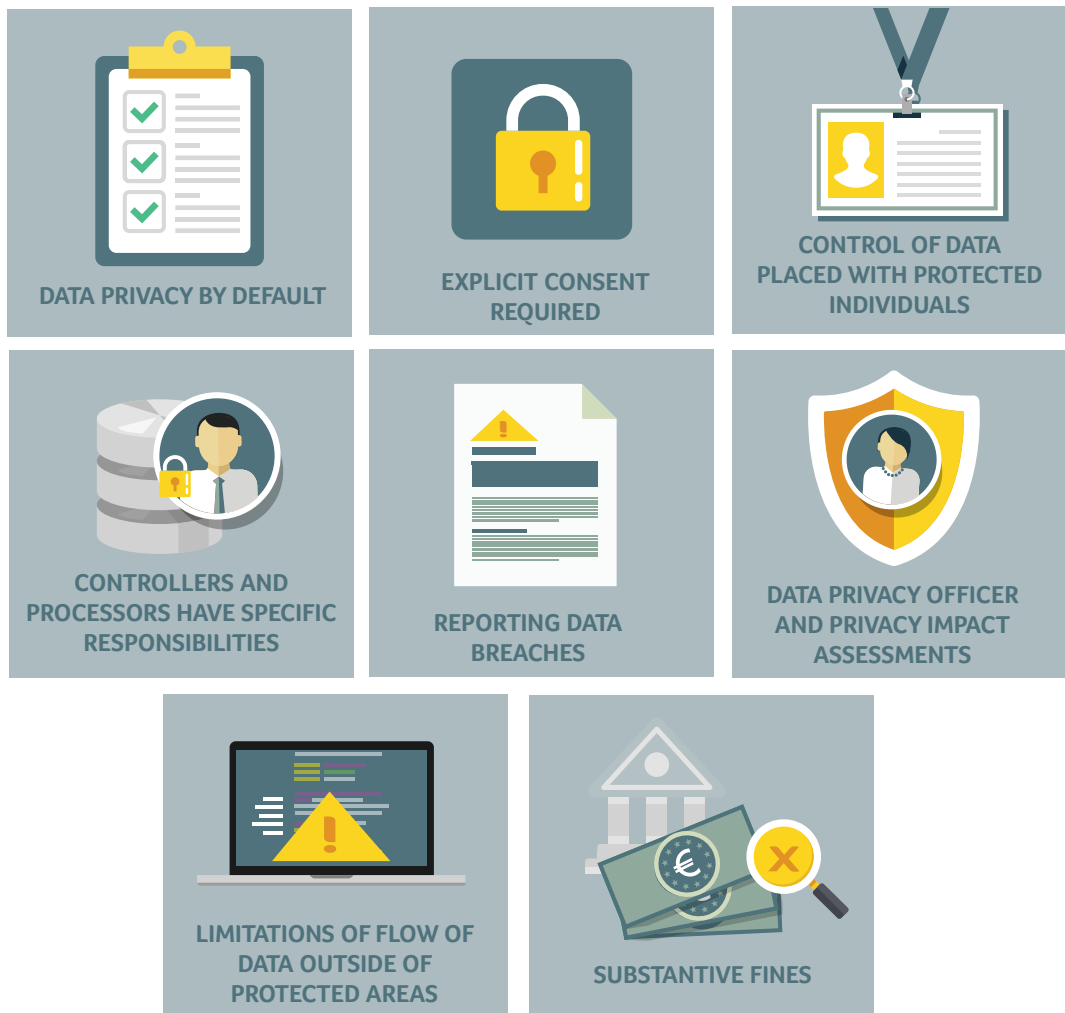 DATA PRIVACY BY DEFAULT
EXPLICIT CONSENT
REQUIRED
CONTROL OF DATA
PLACED WITH PROTECTED
INDIVIDUALS
CONTROLLERS AND
PROCESSORS HAVE SPECIFIC
RESPONSIBILITIES
REPORTING DATA
BREACHES
DATA PRIVACY OFFICER
AND PRIVACY IMPACT
ASSESSMENTS
LIMITATIONS OF FLOW OF
DATA OUTSIDE OF
PROTECTED AREAS
SUBSTANTIVE FINES